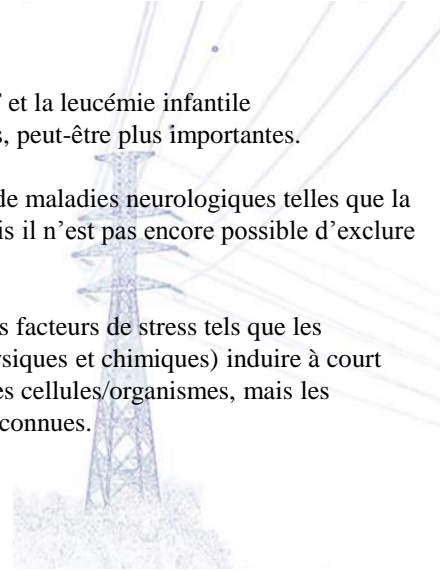 et la leucémie infantile
s, peut-être plus importantes.
de maladies neurologiques telles que la
is il n’est pas encore possible d’exclure
s facteurs de stress tels que les
ysiques et chimiques) induire à court
es cellules/organismes, mais les
connues.